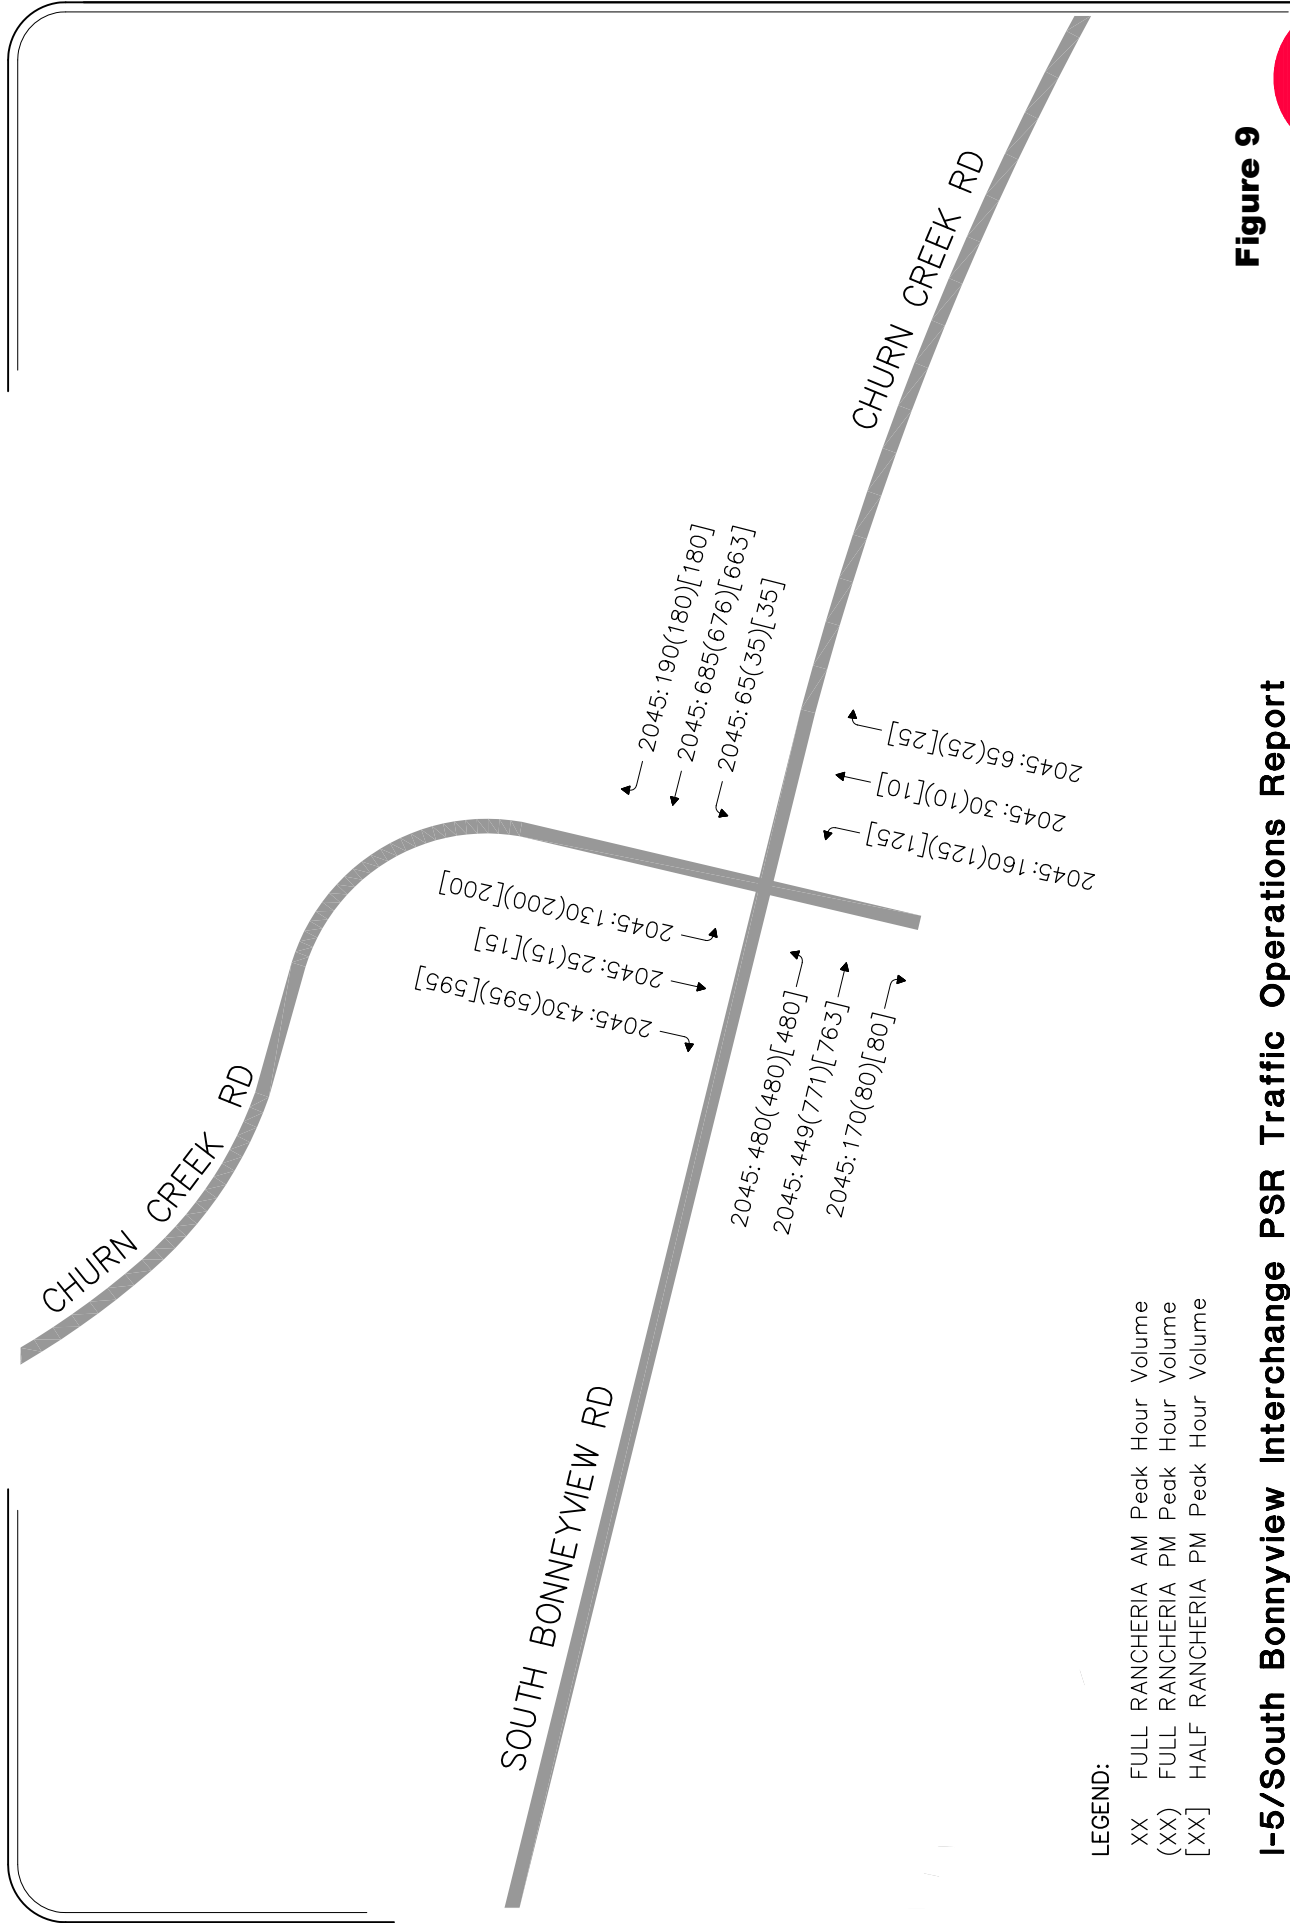 CHURN CREEK RD
SOUTH BONNEYVIEW RD
CHURN CREEK RD
2045: 430(595)[595]
2045: 25(15)[15]
2045: 130(200)[200]
2045: 190(180)[180]
2045: 685(676)[663]
2045: 65(35)[35]
2045: 480(480)[480]
2045: 449(771)[763]
2045: 170(80)[80]
2045: 160(125)[125]
2045: 30(10)[10]
2045: 65(25)[25]
LEGEND:
XX FULL RANCHERIA AM Peak Hour Volume
(XX) FULL RANCHERIA PM Peak Hour Volume
[XX] HALF RANCHERIA PM Peak Hour Volume
Figure 9
I-5/South Bonnyview Interchange PSR Traffic Operations Report